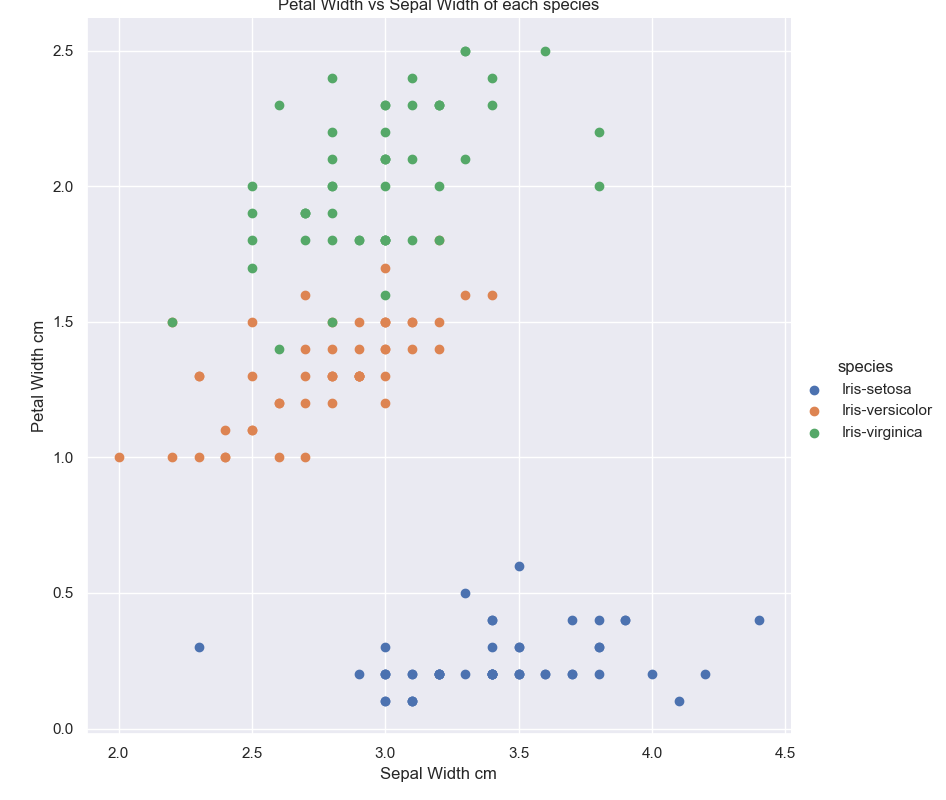 Petal Width vs Sepal Width of each species
2.5
2.0
1.5
1.0
0.5
0.0
Petal Width cm
2.0 2.5 3.0 3.5 4.0 4.5
Sepal Width cm
species
Iris-setosa
Iris-versicolor
Iris-virginica